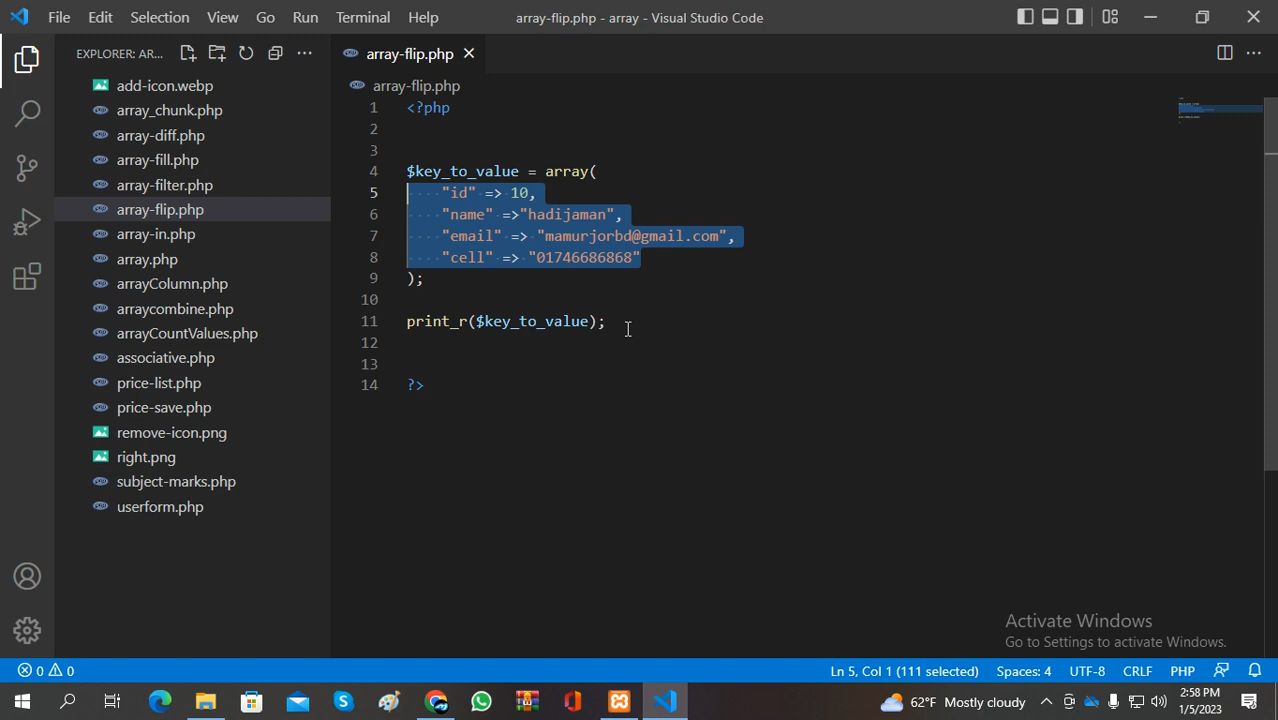 File Edit Selection View Go Run Terminal Help array-flip.php - array - Visual Studio Code
EXPLORER: AR...
add-icon.webp
array_chunk.php
array-diff.php
array-fill.php
array-filter.php
array-flip.php
array-in.php
array.php
arrayColumn.php
arraycombine.php
arrayCountValues.php
associative.php
price-list.php
price-save.php
remove-icon.png
right.png
subject-marks.php
userform.php
array-flip.php
array-flip.php
1 <?php
2
3
4 $key_to_value = array(
5 "id" => 10,
6 "name" =>"hadijaman",
7 "email" => "mamurjorbd@gmail.com",
8 "cell" => "01746686868"
9 );
10
11 print_r($key_to_value);
12
13
14 ?>
Activate Windows
Go to Settings to activate Windows.
0 0 Ln 5, Col 1 (111 selected) Spaces: 4 UTF-8 CRLF PHP
62°F Mostly cloudy 2:58 PM
1/5/2023